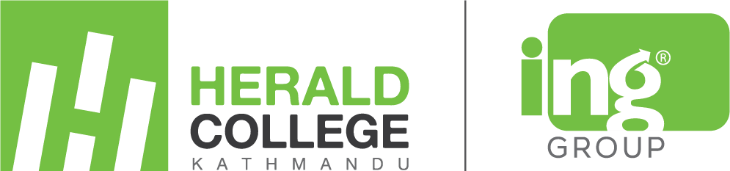 HERALD
COLLEGE
KATHMANDU
ing®
GROUP